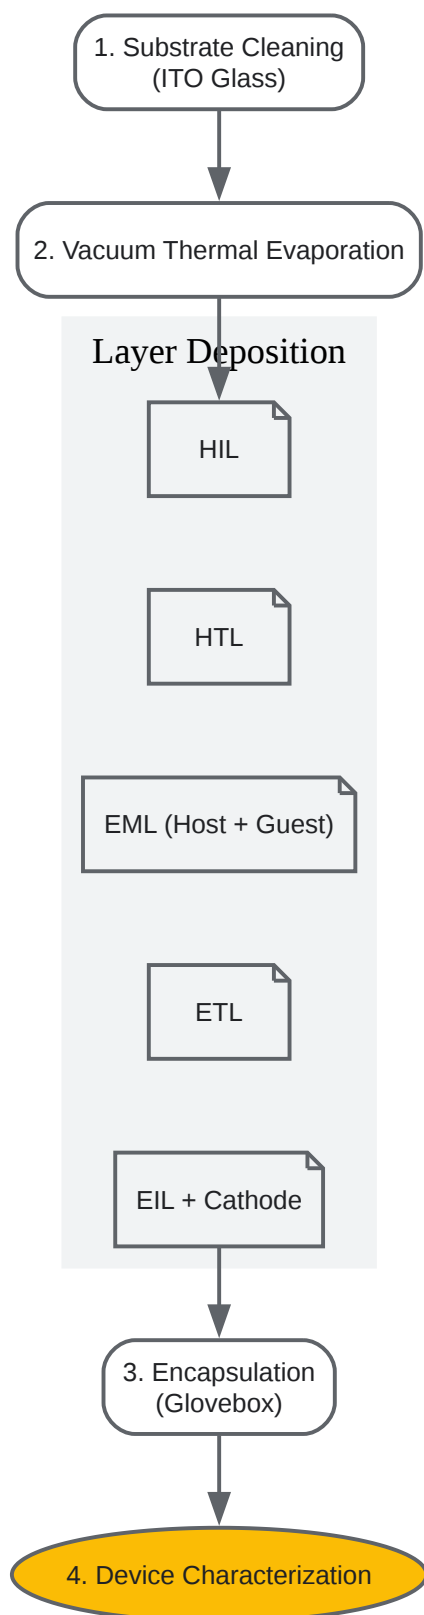 1. Substrate Cleaning
(ITO Glass)
2. Vacuum Thermal Evaporation
Layer Deposition
HIL
HTL
EML (Host + Guest)
ETL
EIL + Cathode
3. Encapsulation
(Glovebox)
4. Device Characterization